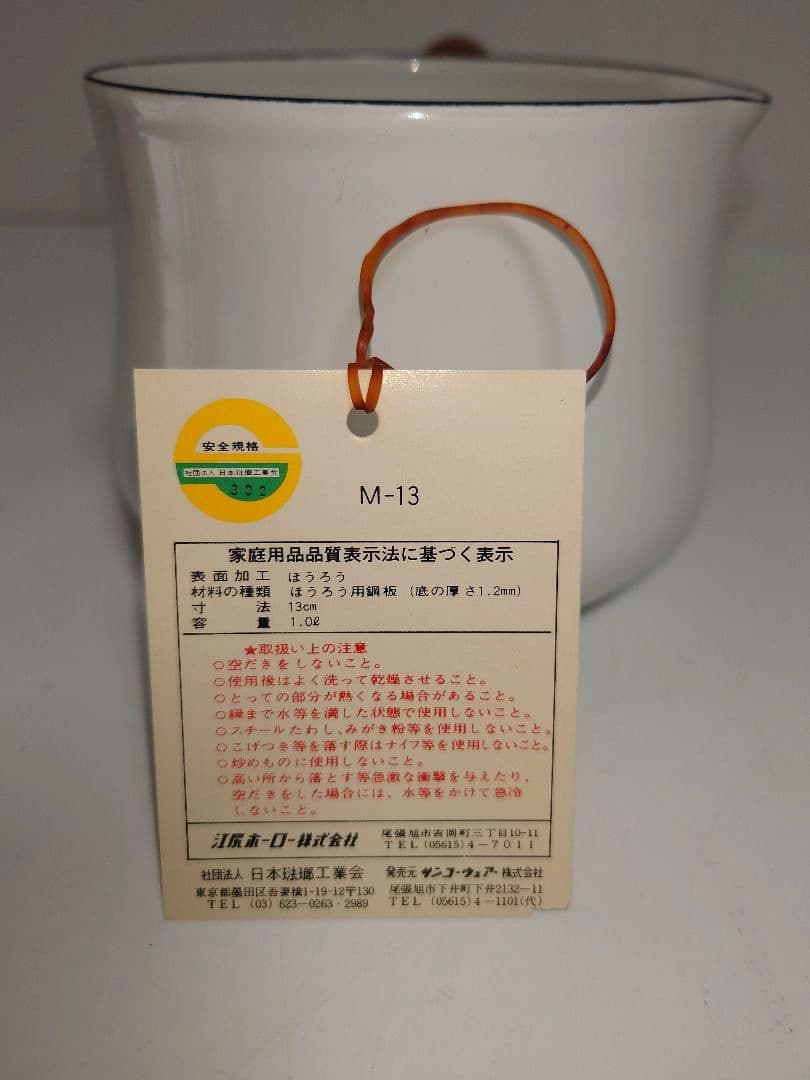 安全規格
社団法人 日本琺瑯工業会
302
M-13
家庭用品品質表示法に基づく表示
表面加工 ほうろう
材料の種類 ほうろう用鋼板 (底の厚さ1.2mm)
寸法 13cm
容量 1.0ℓ
★取扱い上の注意
○空だきをしないこと。
○使用後はよく洗って乾燥させること。
○とっての部分が熱くなる場合があること。
○縁まで水等を満した状態で使用しないこと。
○スチールたわし、みがき粉等を使用しないこと。
○こげつき等を落す際はナイフ等を使用しないこと。
○炒めものに使用しないこと。
○高い所から落とす等急激な衝撃を与えたり、
空だきをした場合には、水等をかけて急冷
しないこと。
江尻ホーロー株式会社 尾張旭市吉岡町三丁目10-11
TEL (05615) 4-7011
社団法人 日本琺瑯工業会 発売元 サンコーウェアー株式会社
東京都墨田区吾妻橋1-19-12〒130 尾張旭市下井町下井2132-11
TEL (03) 623-0263・2989 TEL (05615) 4-1101(代)